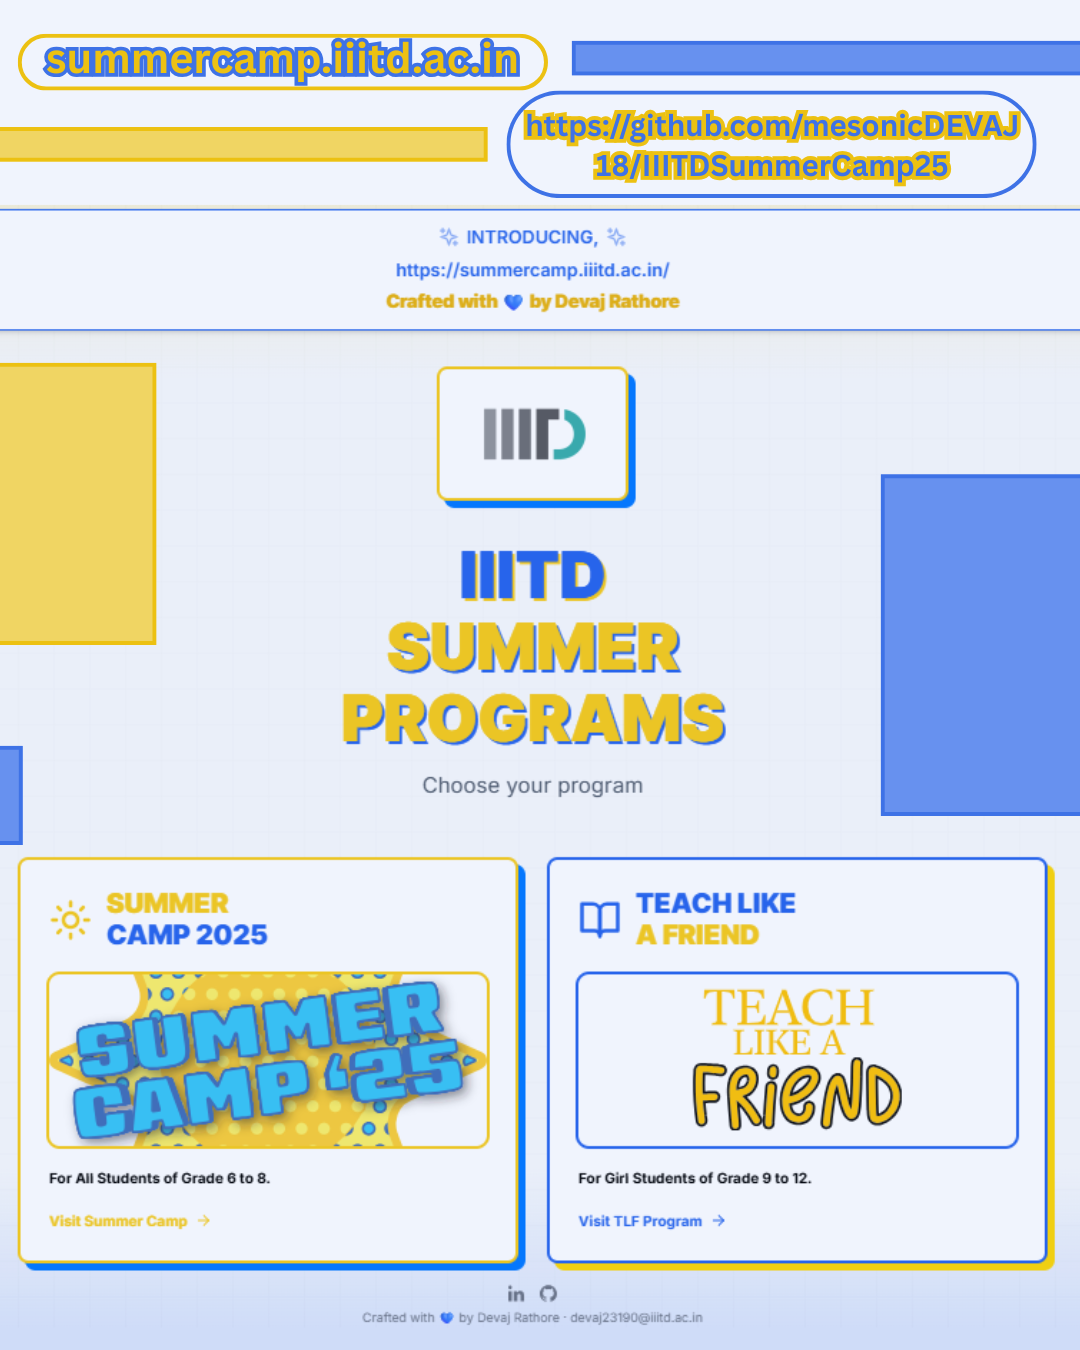 summercamp.iiitd.ac.in
https://github.com/mesonicDEVAJ
18/IIITDSummerCamp25
INTRODUCING,
https://summercamp.iiitd.ac.in/
Crafted with 💙 by Devaj Rathore
IIITD
IIITD
SUMMER
PROGRAMS
Choose your program
SUMMER
CAMP 2025
SUMMER
CAMP ‘25
For All Students of Grade 6 to 8.
Visit Summer Camp →
TEACH LIKE
A FRIEND
TEACH
LIKE A
FRieND
For Girl Students of Grade 9 to 12.
Visit TLF Program →
in
Crafted with 💙 by Devaj Rathore · devaj23190@iiitd.ac.in